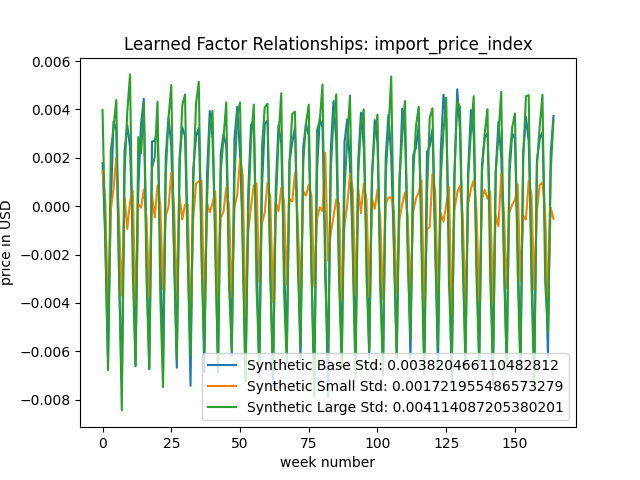 Learned Factor Relationships: import_price_index
price in USD
0.006
0.004
0.002
0.000
−0.002
−0.004
−0.006
−0.008
Synthetic Base Std: 0.003820466110482812
Synthetic Small Std: 0.001721955486573279
Synthetic Large Std: 0.004114087205380201
0 25 50 75 100 125 150
week number